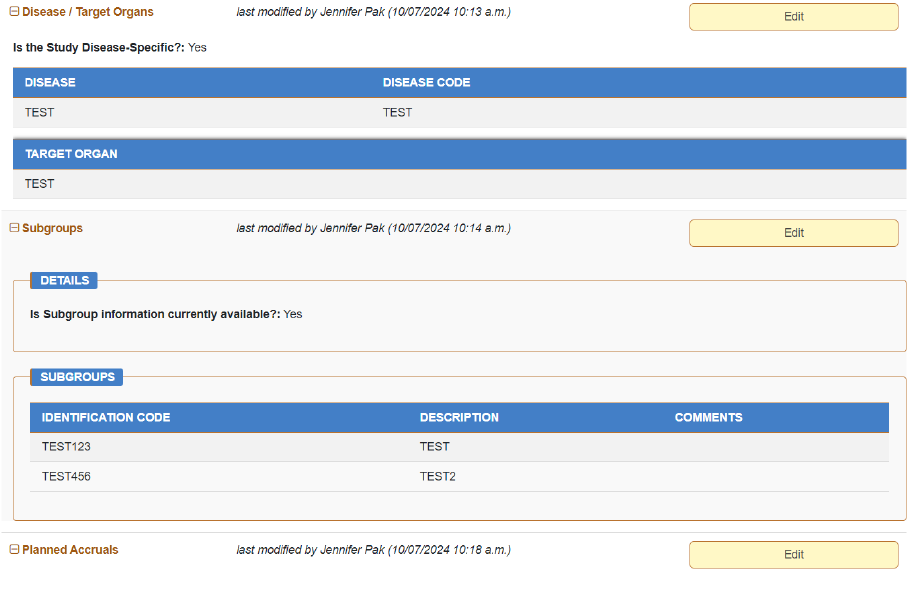 Disease / Target Organs last modified by Jennifer Pak (10/07/2024 10:13 a.m.) Edit
Is the Study Disease-Specific?: Yes
DISEASE DISEASE CODE
TEST TEST
TARGET ORGAN
TEST
Subgroups last modified by Jennifer Pak (10/07/2024 10:14 a.m.) Edit
DETAILS
Is Subgroup information currently available?: Yes
SUBGROUPS
IDENTIFICATION CODE DESCRIPTION COMMENTS
TEST123 TEST
TEST456 TEST2
Planned Accruals last modified by Jennifer Pak (10/07/2024 10:18 a.m.) Edit